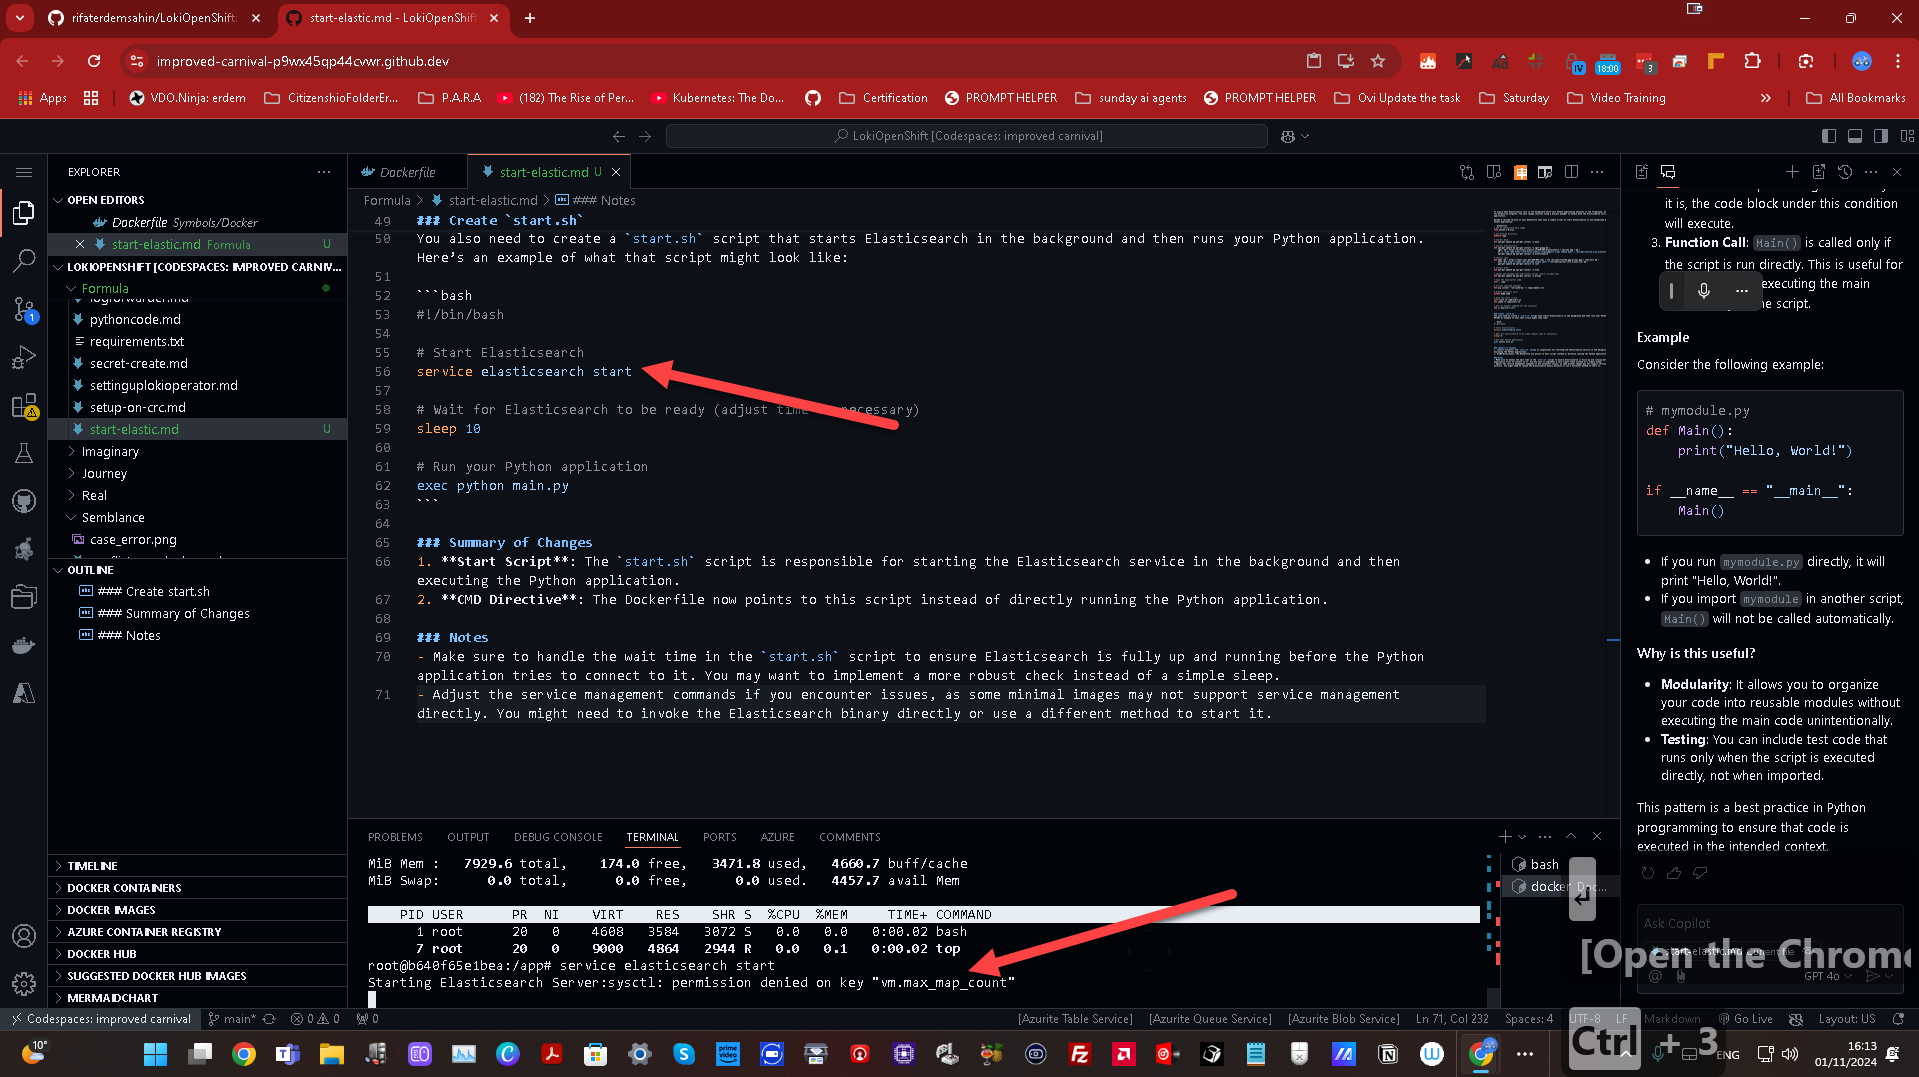 rifaterdemsahin/LokiOpenShift
start-elastic.md - LokiOpenShift
improved-carnival-p9wx45qp44cvwr.github.dev
IV
18:00
3
Apps
VDO.Ninja: erdem
CitizenshioFolderEr...
P.A.R.A
(182) The Rise of Per...
Kubernetes: The Do...
Certification
PROMPT HELPER
sunday ai agents
PROMPT HELPER
Ovi Update the task
Saturday
Video Training
All Bookmarks
LokiOpenShift [Codespaces: improved carnival]
EXPLORER
OPEN EDITORS
Dockerfile Symbols/Docker
start-elastic.md Formula U
LOKIOPENSHIFT [CODESPACES: IMPROVED CARNIV...
Formula
logforwarder.md
pythoncode.md
requirements.txt
secret-create.md
settinguplokioperator.md
setup-on-crc.md
start-elastic.md U
Imaginary
Journey
Real
Semblance
case_error.png
OUTLINE
### Create start.sh
### Summary of Changes
### Notes
TIMELINE
DOCKER CONTAINERS
DOCKER IMAGES
AZURE CONTAINER REGISTRY
DOCKER HUB
SUGGESTED DOCKER HUB IMAGES
MERMAIDCHART
Dockerfile
start-elastic.md U
Formula > start-elastic.md > ### Notes
49 ### Create `start.sh`
50 You also need to create a `start.sh` script that starts Elasticsearch in the background and then runs your Python application.
Here's an example of what that script might look like:
51
52 ```bash
53 #!/bin/bash
54
55 # Start Elasticsearch
56 service elasticsearch start
57
58 # Wait for Elasticsearch to be ready (adjust time necessary)
59 sleep 10
60
61 # Run your Python application
62 exec python main.py
63 ```
64
65 ### Summary of Changes
66 1. **Start Script**: The `start.sh` script is responsible for starting the Elasticsearch service in the background and then
executing the Python application.
67 2. **CMD Directive**: The Dockerfile now points to this script instead of directly running the Python application.
68
69 ### Notes
70 - Make sure to handle the wait time in the `start.sh` script to ensure Elasticsearch is fully up and running before the Python
application tries to connect to it. You may want to implement a more robust check instead of a simple sleep.
71 - Adjust the service management commands if you encounter issues, as some minimal images may not support service management
directly. You might need to invoke the Elasticsearch binary directly or use a different method to start it.
PROBLEMS OUTPUT DEBUG CONSOLE TERMINAL PORTS AZURE COMMENTS
MiB Mem : 7929.6 total, 174.0 free, 3471.8 used, 4660.7 buff/cache
MiB Swap: 0.0 total, 0.0 free, 0.0 used. 4457.7 avail Mem
PID USER PR NI VIRT RES SHR S %CPU %MEM TIME+ COMMAND
1 root 20 0 4608 3584 3072 S 0.0 0.0 0:00.02 bash
7 root 20 0 9000 4864 2944 R 0.0 0.1 0:00.02 top
root@b640f65e1bea:/app# service elasticsearch start
Starting Elasticsearch Server:sysctl: permission denied on key "vm.max_map_count"
bash
docker Doc...
it is, the code block under this condition
will execute.
3. Function Call: Main() is called only if
the script is run directly. This is useful for
executing the main
he script.
Example
Consider the following example:
# mymodule.py
def Main():
print("Hello, World!")
if __name__ == "__main__":
Main()
If you run mymodule.py directly, it will
print "Hello, World!".
If you import mymodule in another script,
Main() will not be called automatically.
Why is this useful?
Modularity: It allows you to organize
your code into reusable modules without
executing the main code unintentionally.
Testing: You can include test code that
runs only when the script is executed
directly, not when imported.
This pattern is a best practice in Python
programming to ensure that code is
executed in the intended context.
Ask Copilot
start-elastic.md current file
GPT 4o
[Open the Chrome
Ctrl + 3
Codespaces: improved carnival
main*
0 0
0
[Azurite Table Service]
[Azurite Queue Service]
[Azurite Blob Service]
Ln 71, Col 232
Spaces: 4
UTF-8
LF
Markdown
Go Live
Layout: US
10°
ENG
16:13
01/11/2024